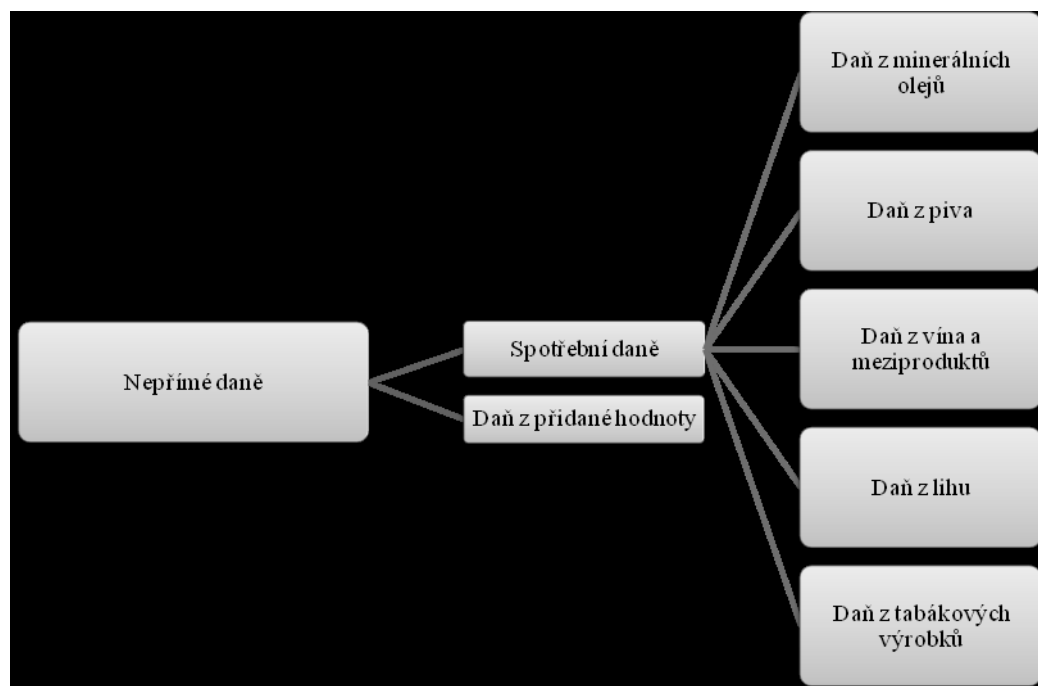 Nepřímé daně
Spotřební daně
Daň z přidané hodnoty
Daň z minerálních
olejů
Daň z piva
Daň z vína a
meziproduktů
Daň z lihu
Daň z tabákových
výrobků